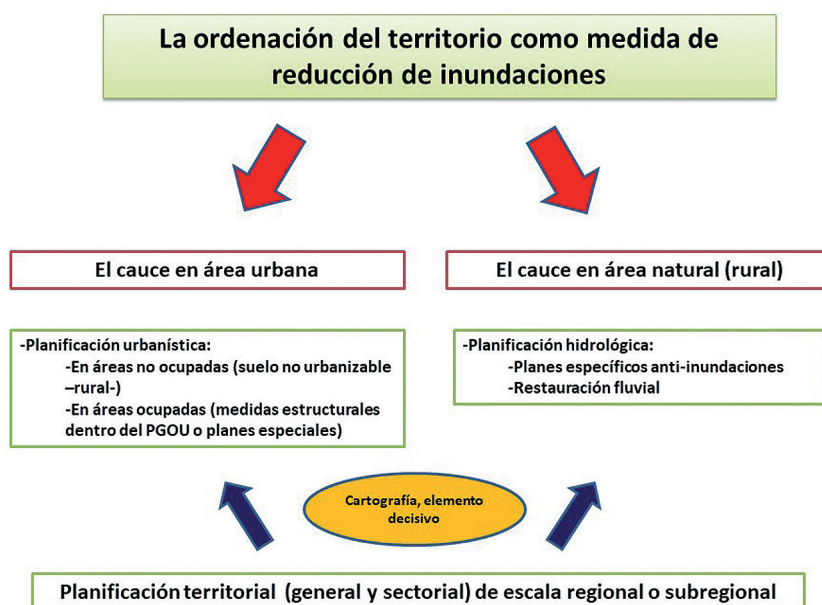 La ordenación del territorio como medida de
reducción de inundaciones
El cauce en área urbana
El cauce en área natural (rural)
-Planificación urbanística:
-En áreas no ocupadas (suelo no urbanizable
–rural-)
-En áreas ocupadas (medidas estructurales
dentro del PGOU o planes especiales)
-Planificación hidrológica:
-Planes específicos anti-inundaciones
-Restauración fluvial
Cartografía, elemento
decisivo
Planificación territorial (general y sectorial) de escala regional o subregional